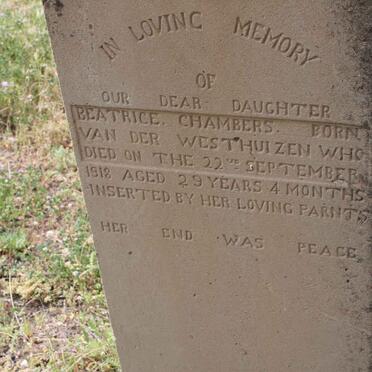 IN LOVING MEMORY
OF
OUR DEAR DAUGHTER
BEATRICE. CHAMBERS. BORN
VAN DER WESTHUIZEN WHO
DIED ON THE 22ND SEPTEMBER
1918 AGED 29 YEARS 4 MONTHS
INSERTED BY HER LOVING PARNTS
HER END WAS PEACE